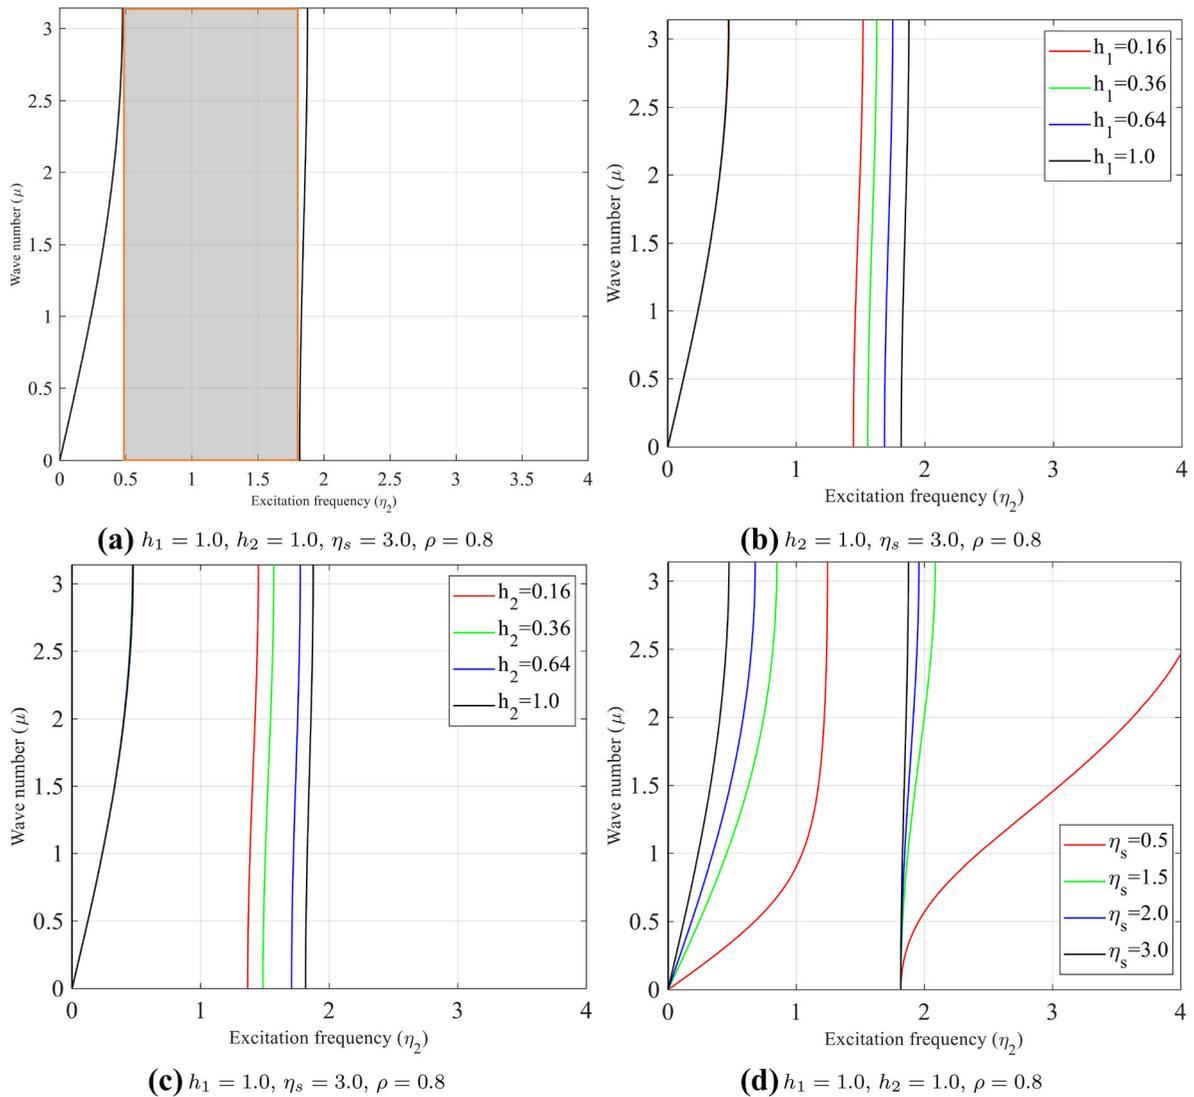 3
2.5
2
1.5
1
0.5
0
0 0.5 1 1.5 2 2.5 3 3.5 4
Wave number (μ)
Excitation frequency (η₂)
(a) h₁ = 1.0, h₂ = 1.0, ηₛ = 3.0, ρ = 0.8
3
2.5
2
1.5
1
0.5
0
0 1 2 3 4
Wave number (μ)
Excitation frequency (η₂)
h₁=0.16
h₁=0.36
h₁=0.64
h₁=1.0
(b) h₂ = 1.0, ηₛ = 3.0, ρ = 0.8
3
2.5
2
1.5
1
0.5
0
0 1 2 3 4
Wave number (μ)
Excitation frequency (η₂)
h₂=0.16
h₂=0.36
h₂=0.64
h₂=1.0
(c) h₁ = 1.0, ηₛ = 3.0, ρ = 0.8
3
2.5
2
1.5
1
0.5
0
0 1 2 3 4
Wave number (μ)
Excitation frequency (η₂)
ηₛ=0.5
ηₛ=1.5
ηₛ=2.0
ηₛ=3.0
(d) h₁ = 1.0, h₂ = 1.0, ρ = 0.8